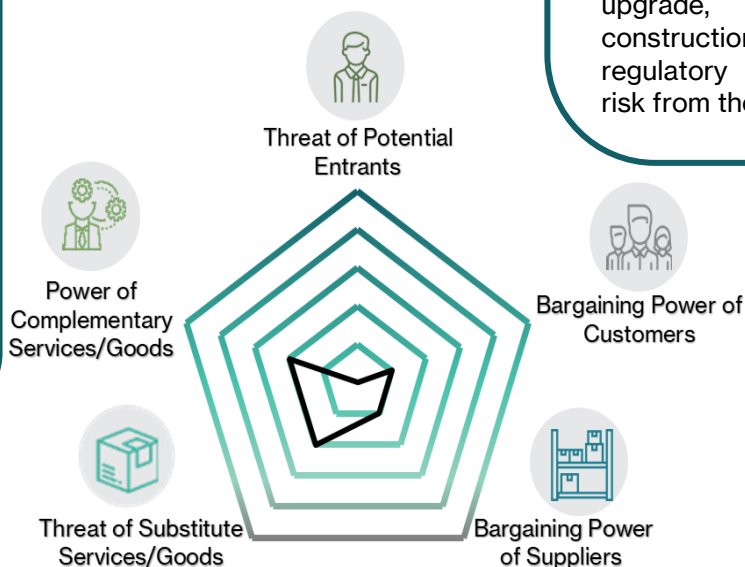 upgrade,
construction
regulatory
risk from the
Threat of Potential
Entrants
Power of
Complementary
Services/Goods
Bargaining Power of
Customers
Threat of Substitute
Services/Goods
Bargaining Power
of Suppliers